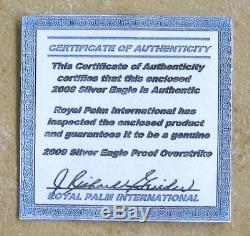 CERTIFICATE OF AUTHENTICITY
This Certificate of Authenticity
certifies that this enclosed
2009 Silver Eagle is Authentic
Royal Palm International has
inspected the enclosed product
and guarantees it to be a genuine
2009 Silver Eagle Proof Overstrike
ROYAL PALM INTERNATIONAL